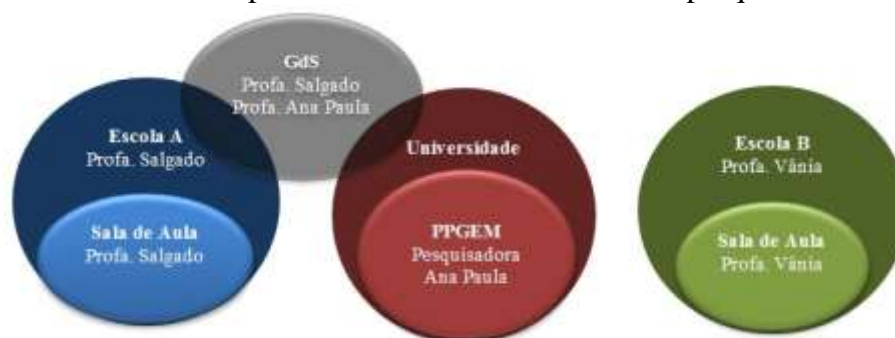 GdS
Profa. Salgado
Profa. Ana Paula
Escola A
Profa. Salgado
Sala de Aula
Profa. Salgado
Universidade
PPGEM
Pesquisadora
Ana Paula
Escola B
Profa. Vânia
Sala de Aula
Profa. Vânia